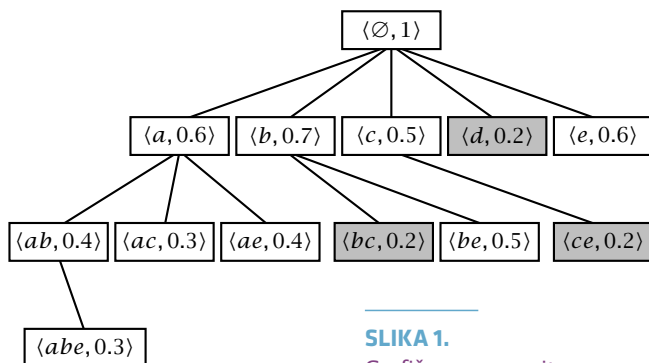 ⟨∅, 1⟩
⟨a, 0.6⟩ ⟨b, 0.7⟩ ⟨c, 0.5⟩ ⟨d, 0.2⟩ ⟨e, 0.6⟩
⟨ab, 0.4⟩ ⟨ac, 0.3⟩ ⟨ae, 0.4⟩ ⟨bc, 0.2⟩ ⟨be, 0.5⟩ ⟨ce, 0.2⟩
⟨abe, 0.3⟩
SLIKA 1.